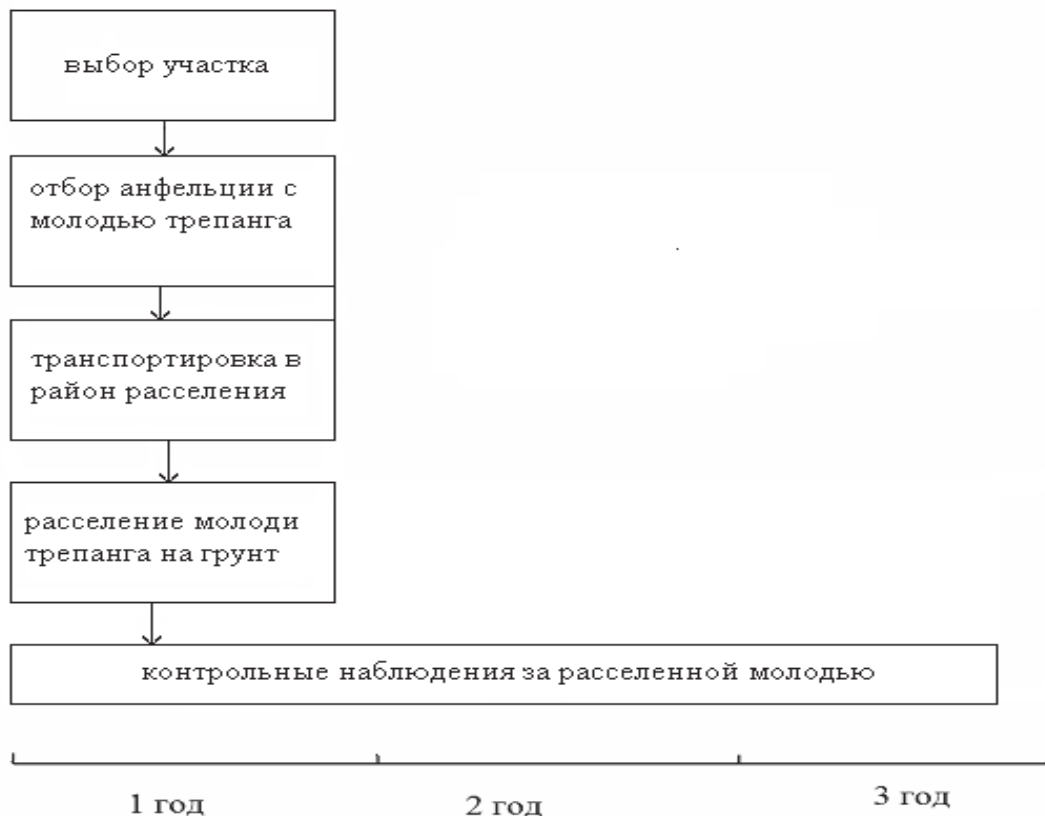 выбор участка
отбор анфельции с
молодью трепанга
транспортировка в
район расселения
расселение молоди
трепанга на грунт
контрольные наблюдения за расселенной молодью
1 год
2 год
3 год